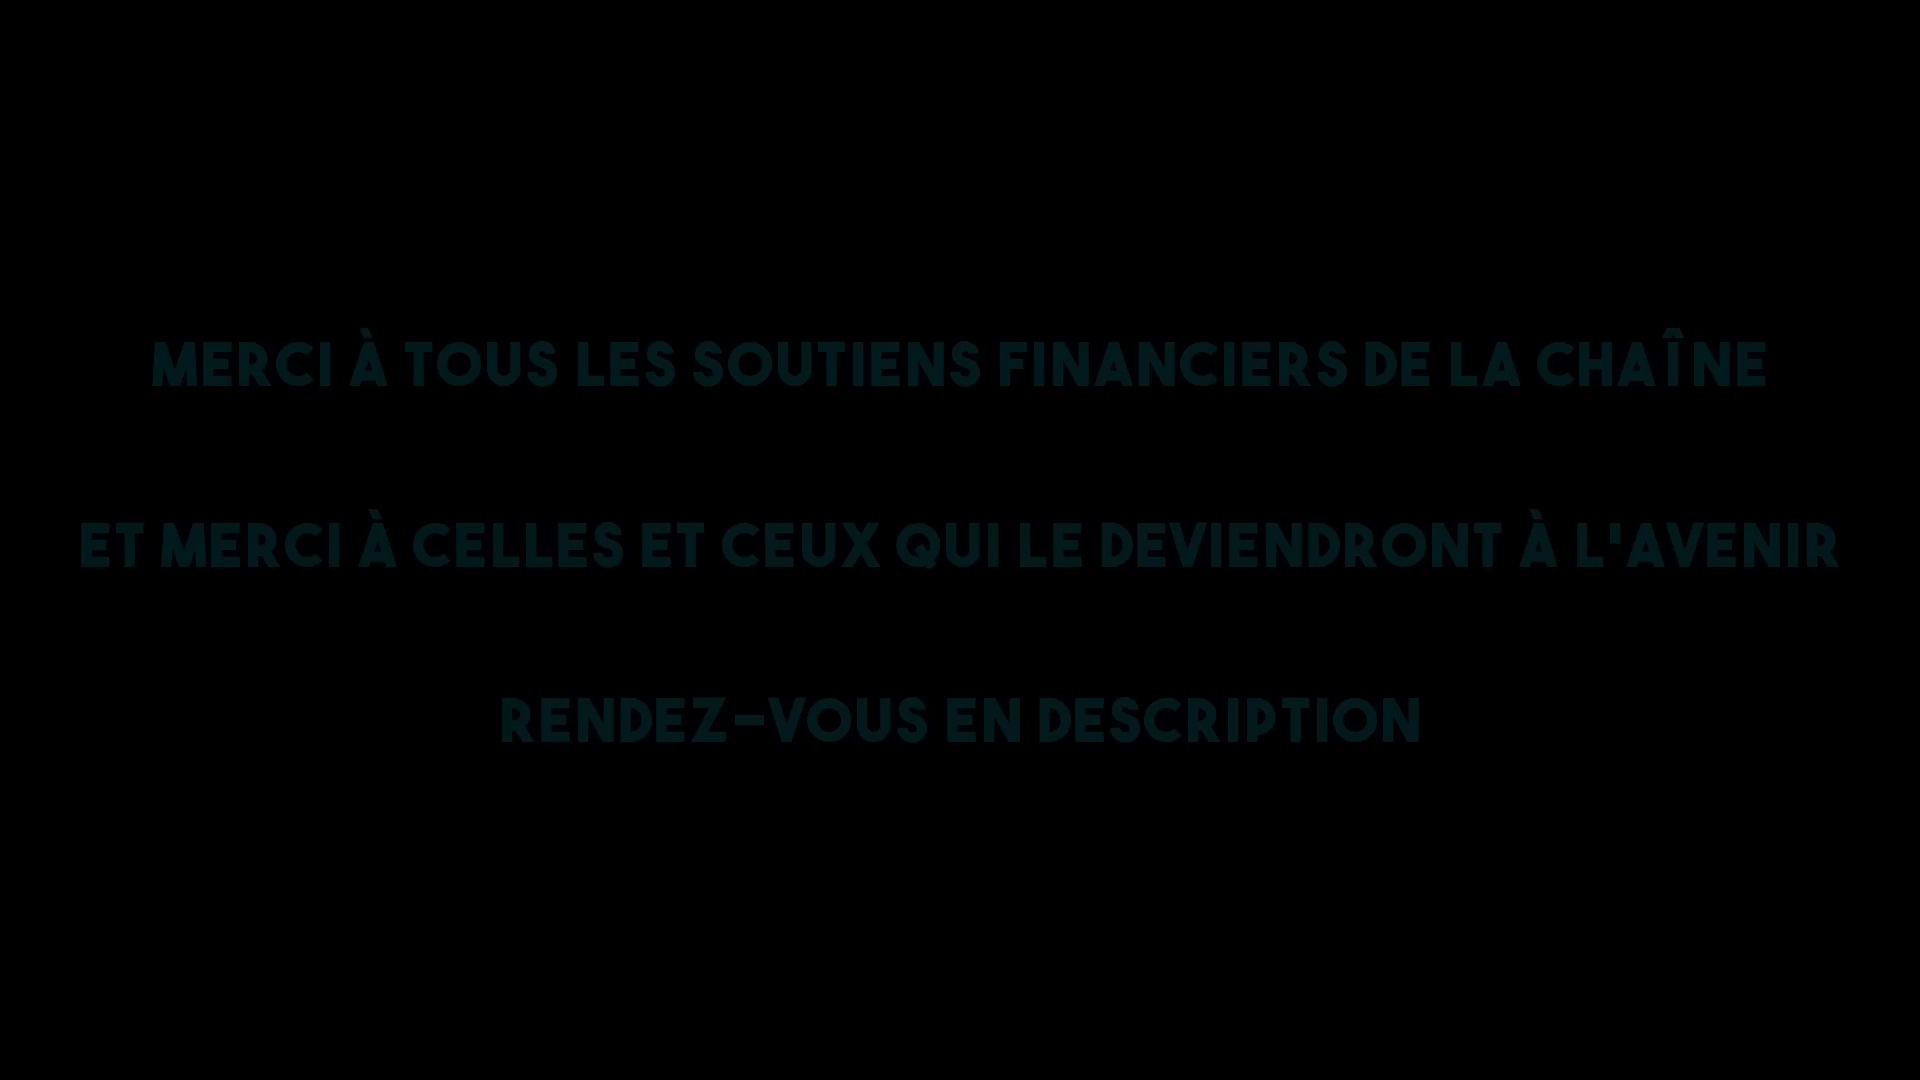 MERCI À TOUS LES SOUTIENS FINANCIERS DE LA CHAÎNE
ET MERCI À CELLES ET CEUX QUI LE DEVIENDRONT À L'AVENIR
RENDEZ-VOUS EN DESCRIPTION